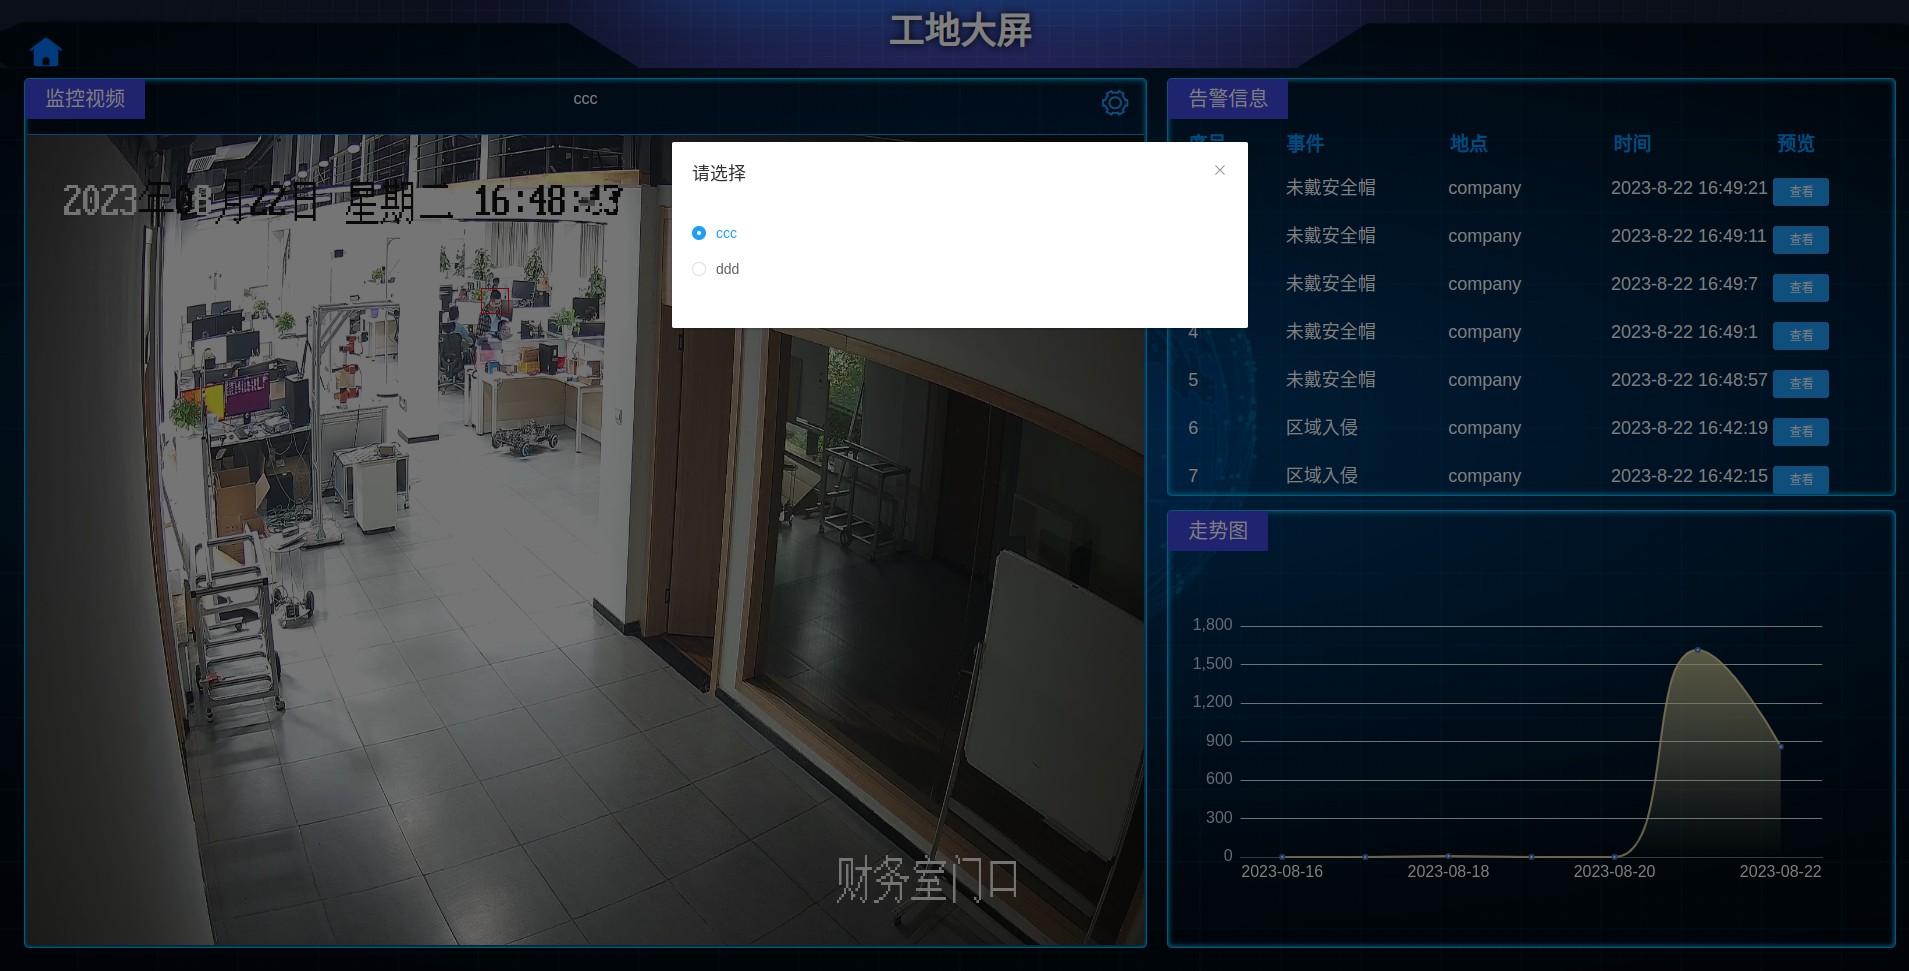 工地大屏
监控视频
ccc
2023年08月22日 星期二 16:48:43
财务室门口
请选择
ccc
ddd
告警信息
序号 事件 地点 时间 预览
未戴安全帽 company 2023-8-22 16:49:21 查看
未戴安全帽 company 2023-8-22 16:49:11 查看
未戴安全帽 company 2023-8-22 16:49:7 查看
4 未戴安全帽 company 2023-8-22 16:49:1 查看
5 未戴安全帽 company 2023-8-22 16:48:57 查看
6 区域入侵 company 2023-8-22 16:42:19 查看
7 区域入侵 company 2023-8-22 16:42:15 查看
走势图
1,800
1,500
1,200
900
600
300
0
2023-08-16 2023-08-18 2023-08-20 2023-08-22